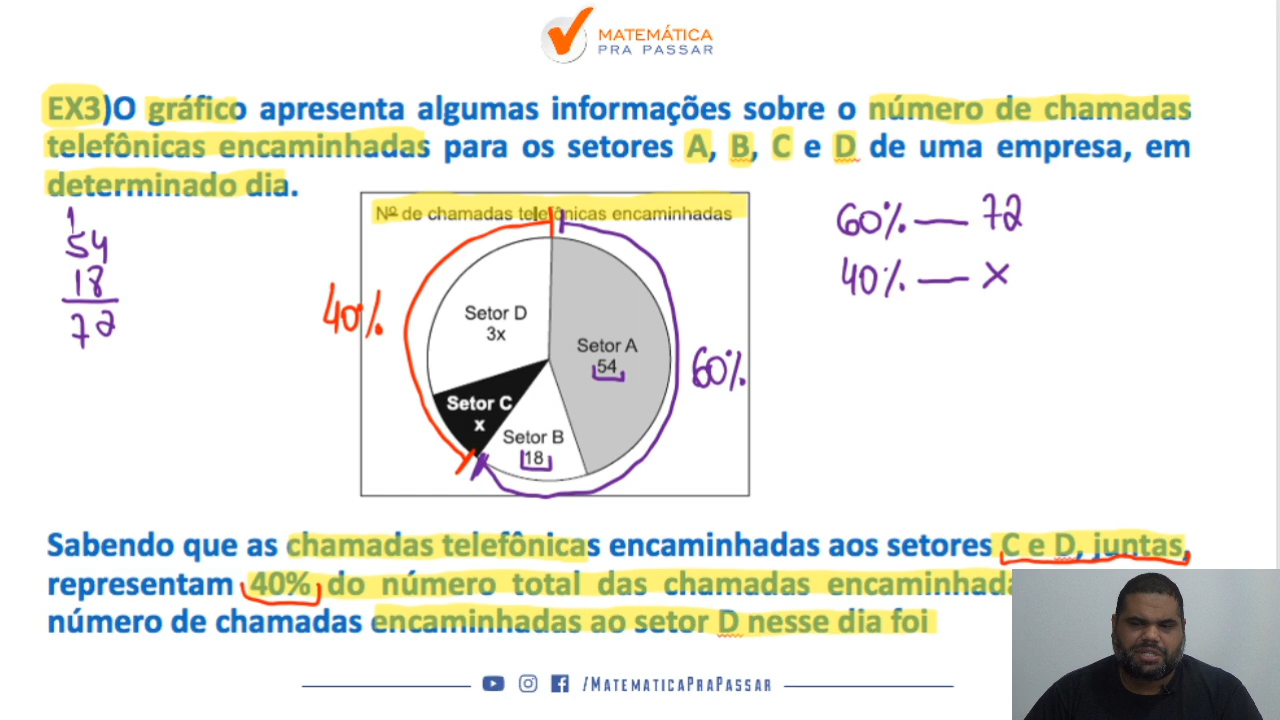 MATEMÁTICA
PRA PASSAR
EX3)O gráfico apresenta algumas informações sobre o número de chamadas
telefônicas encaminhadas para os setores A, B, C e D de uma empresa, em
determinado dia.
1
54
18
72
Nº de chamadas telefônicas encaminhadas
Setor D
3x
Setor A
54
Setor C
x
Setor B
18
40%
60%
60% — 72
40% — x
Sabendo que as chamadas telefônicas encaminhadas aos setores C e D, juntas,
representam 40% do número total das chamadas
número de chamadas encaminhadas ao setor D nesse dia foi
/MATEMATICAPRAPASSAR